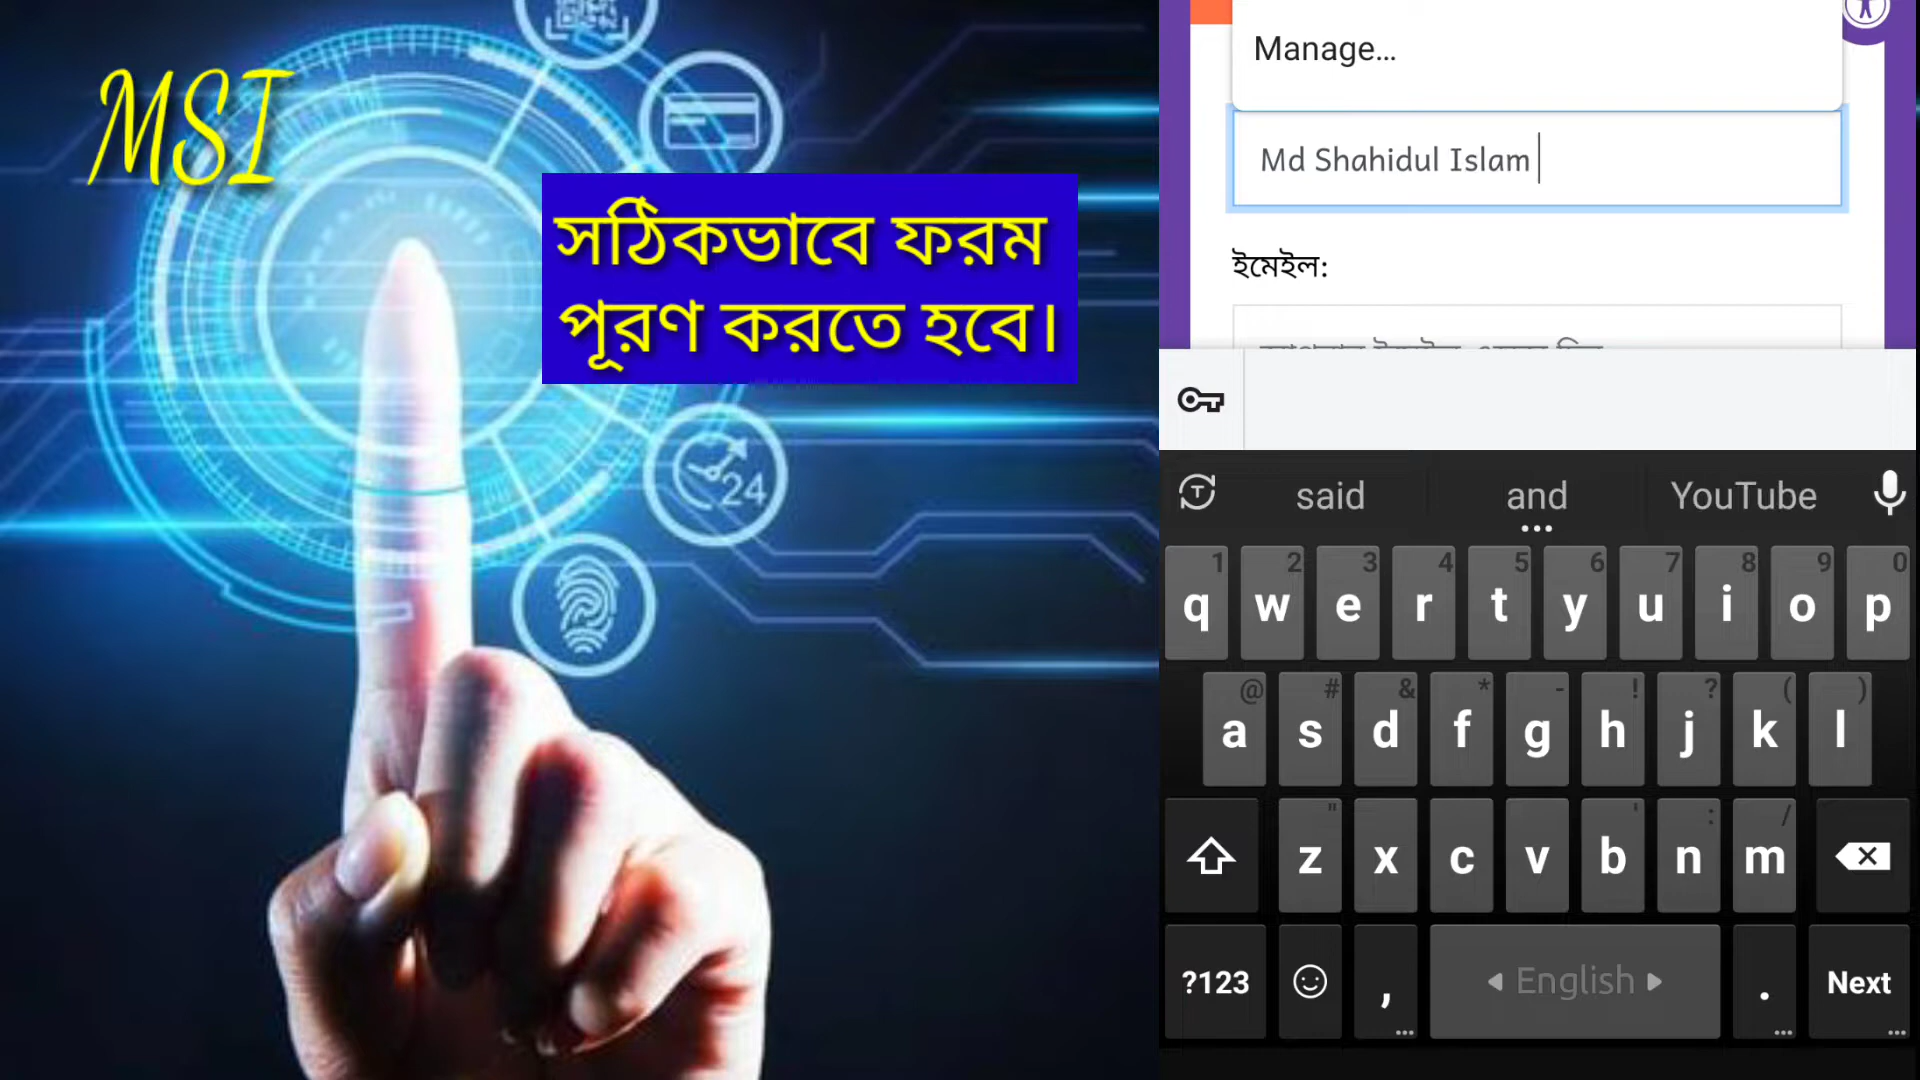 MSI
সঠিকভাবে ফরম
পূরণ করতে হবে।
24
Manage...
Md Shahidul Islam
ইমেইল:
said and YouTube
1 2 3 4 5 6 7 8 9 0
q w e r t y u i o p
@ # & * - ! ? ( )
a s d f g h j k l
" ' : /
z x c v b n m
?123 , English . Next